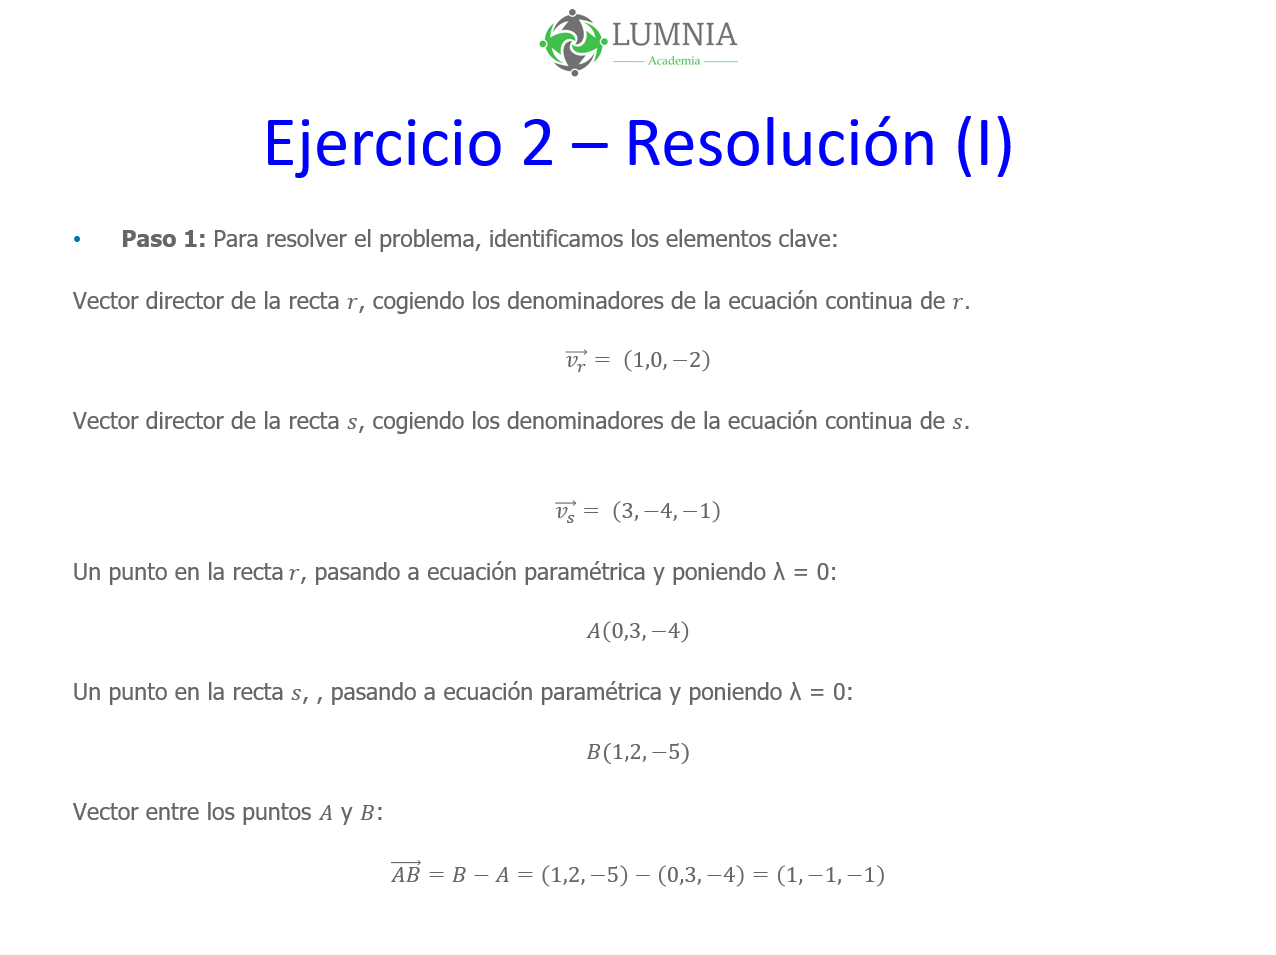 LUMNIA
Academia
Ejercicio 2 – Resolución (I)
• Paso 1: Para resolver el problema, identificamos los elementos clave:
Vector director de la recta r, cogiendo los denominadores de la ecuación continua de r.
$\overrightarrow{v_r} = (1,0,-2)$
Vector director de la recta s, cogiendo los denominadores de la ecuación continua de s.
$\overrightarrow{v_s} = (3,-4,-1)$
Un punto en la recta r, pasando a ecuación paramétrica y poniendo λ = 0:
A(0,3,−4)
Un punto en la recta s, , pasando a ecuación paramétrica y poniendo λ = 0:
B(1,2,−5)
Vector entre los puntos A y B:
$\overrightarrow{AB} = B - A = (1,2,-5) - (0,3,-4) = (1,-1,-1)$